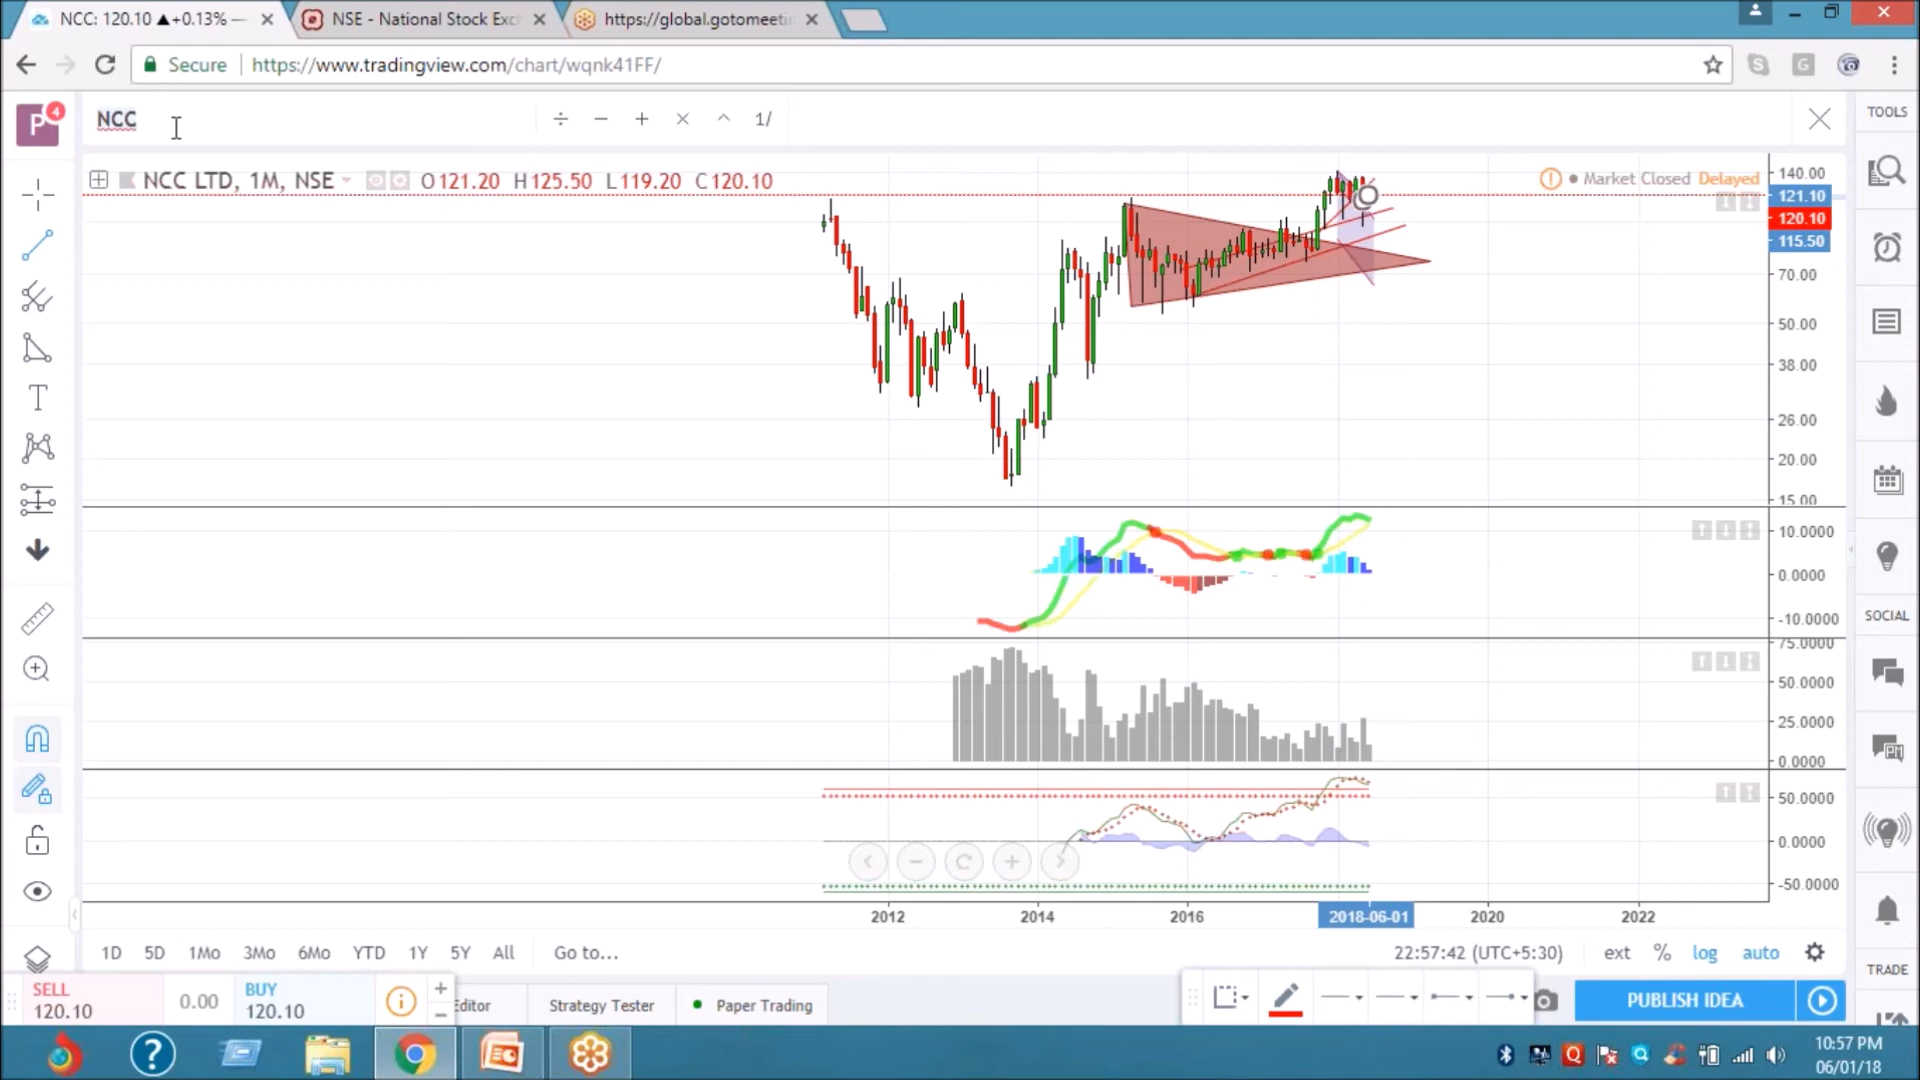 NCC: 120.10 ▲+0.13% —
NSE - National Stock Exc
https://global.gotomeeti
Secure
https://www.tradingview.com/chart/wqnk41FF/
P
4
NCC
÷ − + × ^ 1/
TOOLS
NCC LTD, 1M, NSE
O121.20 H125.50 L119.20 C120.10
Market Closed Delayed
140.00
121.10
120.10
115.50
70.00
50.00
38.00
26.00
20.00
15.00
10.0000
0.0000
-10.0000
SOCIAL
75.0000
50.0000
25.0000
0.0000
50.0000
0.0000
-50.0000
2012
2014
2016
2018-06-01
2020
2022
1D 5D 1Mo 3Mo 6Mo YTD 1Y 5Y All Go to...
22:57:42 (UTC+5:30) ext % log auto
TRADE
SELL
120.10
0.00
BUY
120.10
Editor
Strategy Tester
Paper Trading
PUBLISH IDEA
10:57 PM
06/01/18